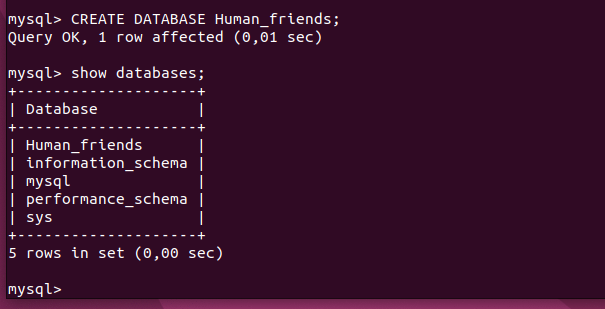 mysql> CREATE DATABASE Human_friends;
Query OK, 1 row affected (0,01 sec)
mysql> show databases;
+--------------------+
| Database           |
+--------------------+
| Human_friends      |
| information_schema |
| mysql              |
| performance_schema |
| sys                |
+--------------------+
5 rows in set (0,00 sec)
mysql>